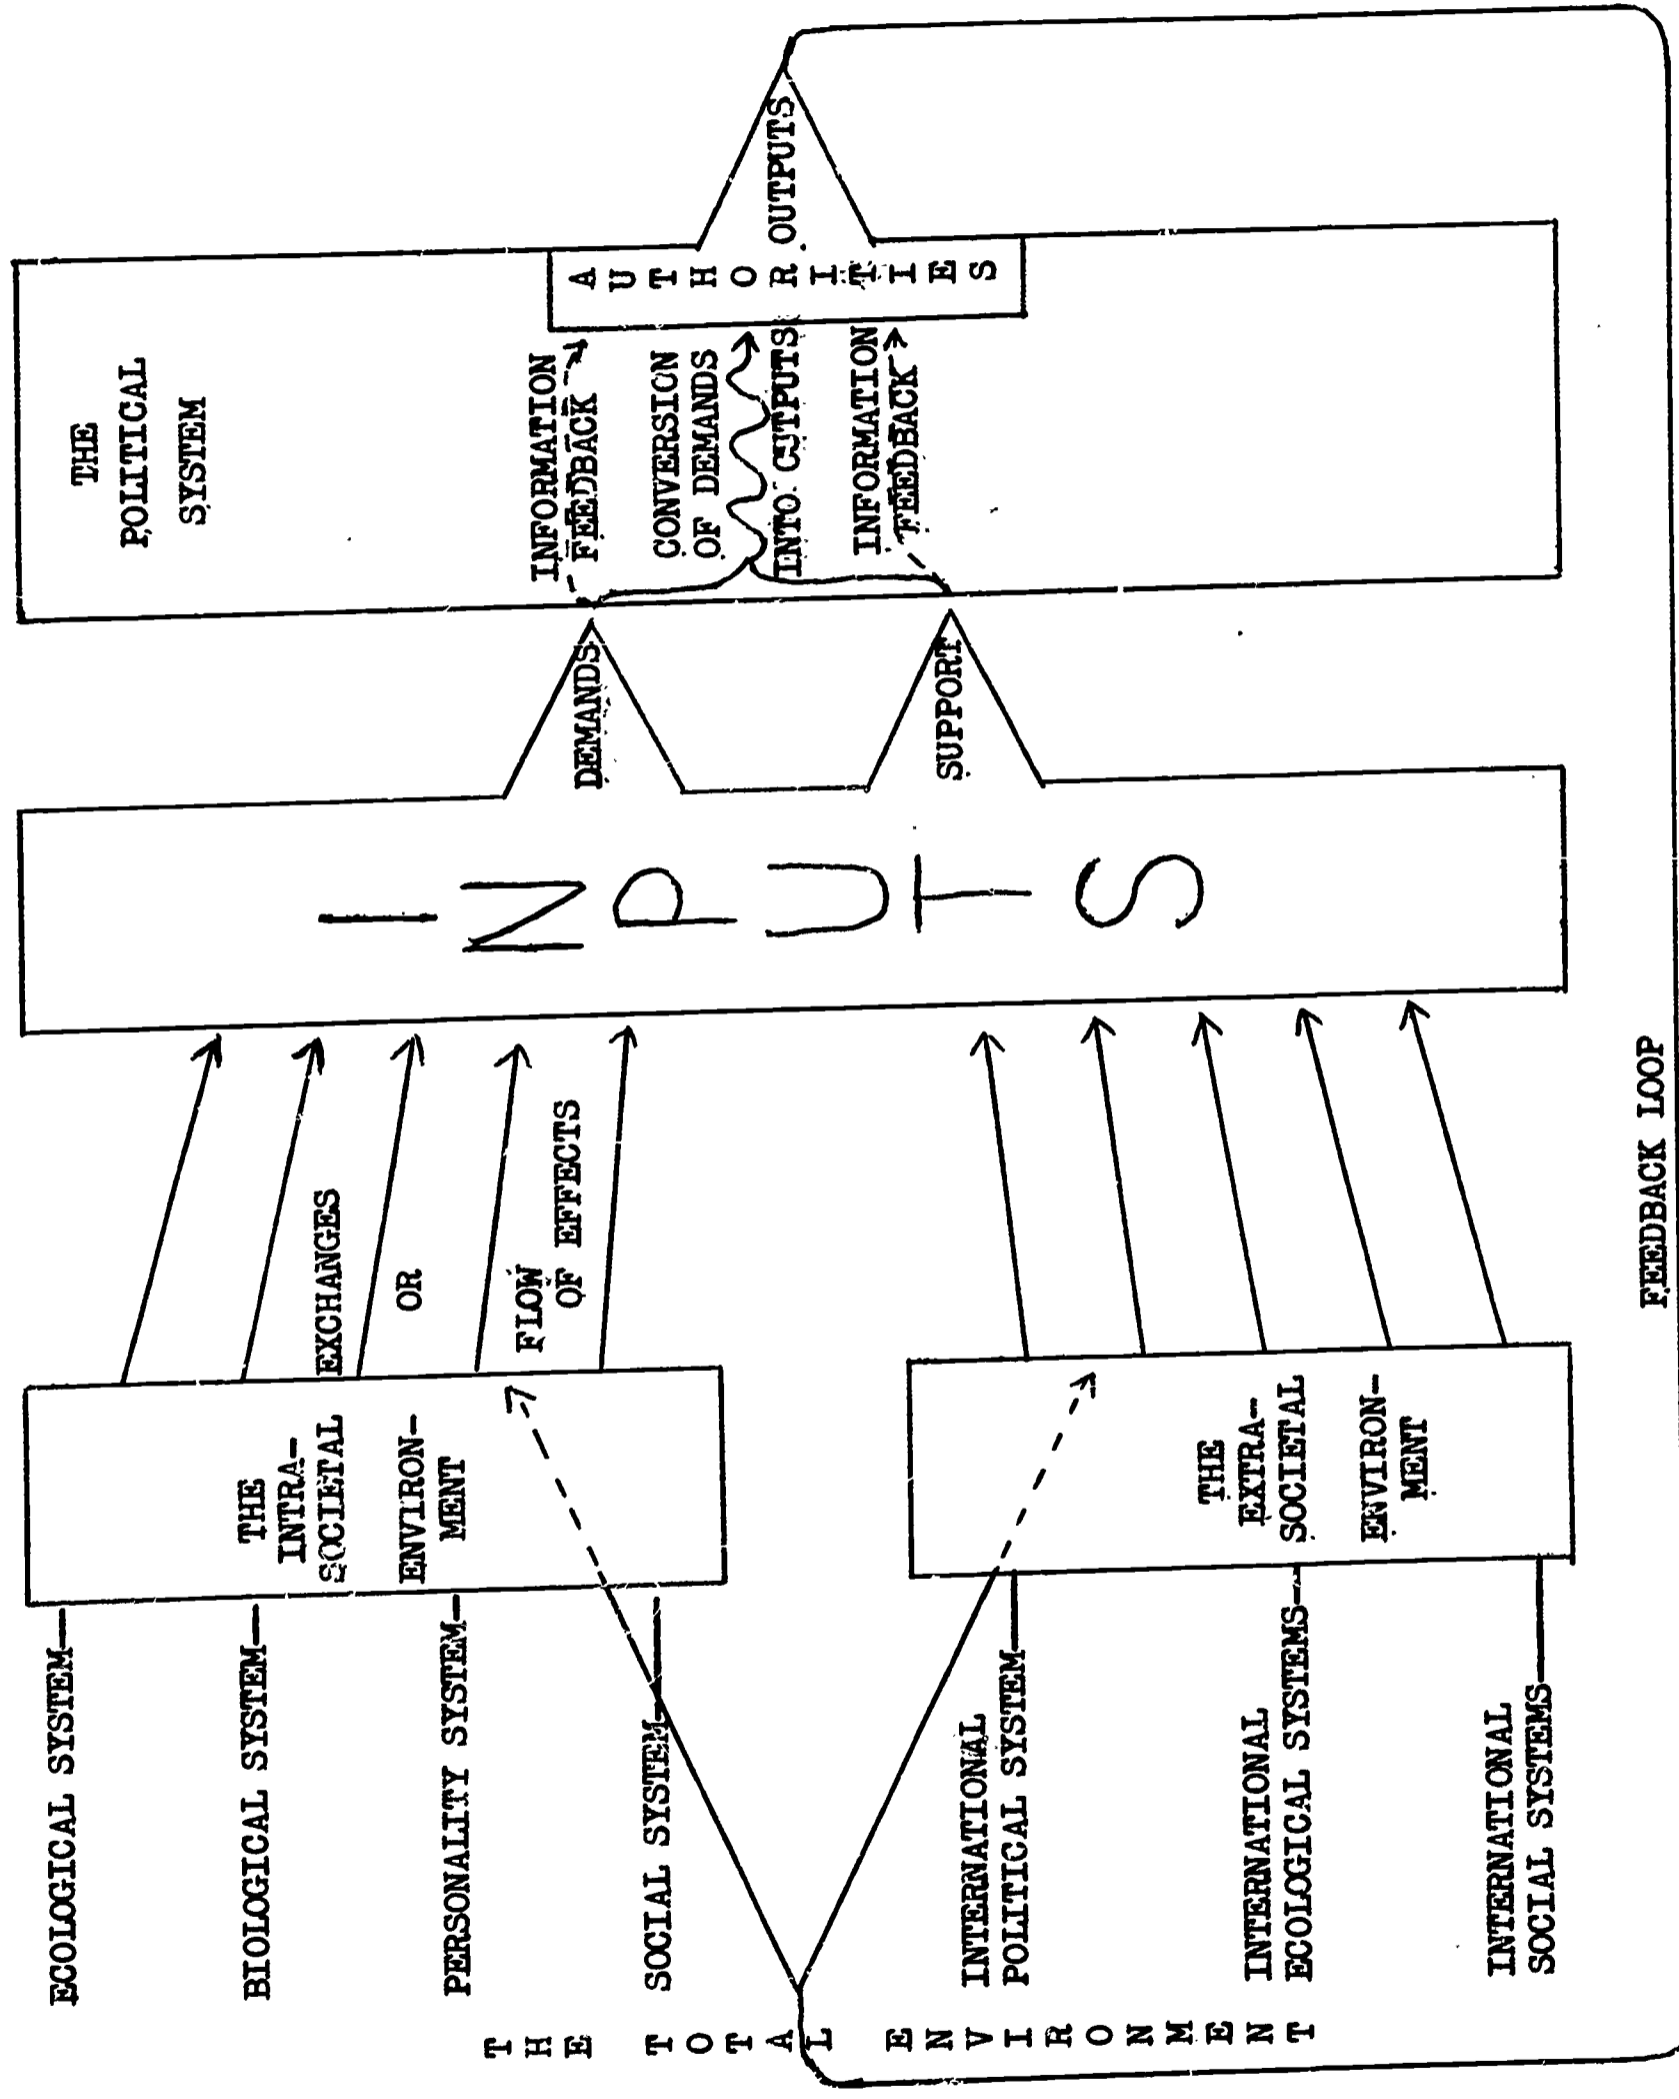 THE TOTAL ENVIRONMENT
ECOLOGICAL SYSTEM—
BIOLOGICAL SYSTEM—
PERSONALITY SYSTEM—
SOCIAL SYSTEM—
INTERNATIONAL
POLITICAL SYSTEM—
INTERNATIONAL
ECOLOGICAL SYSTEMS—
INTERNATIONAL
SOCIAL SYSTEMS—
THE
INTRA-
SOCIETAL
ENVIRON-
MENT
THE
EXTRA-
SOCIETAL
ENVIRON-
MENT
EXCHANGES
OR
FLOW
OF EFFECTS
INPUTS
DEMANDS
SUPPORT
THE
POLITICAL
SYSTEM
INFORMATION
FEEDBACK
CONVERSION
OF DEMANDS
INTO OUTPUTS
INFORMATION
FEEDBACK
AUTHORITIES
OUTPUTS
FEEDBACK LOOP